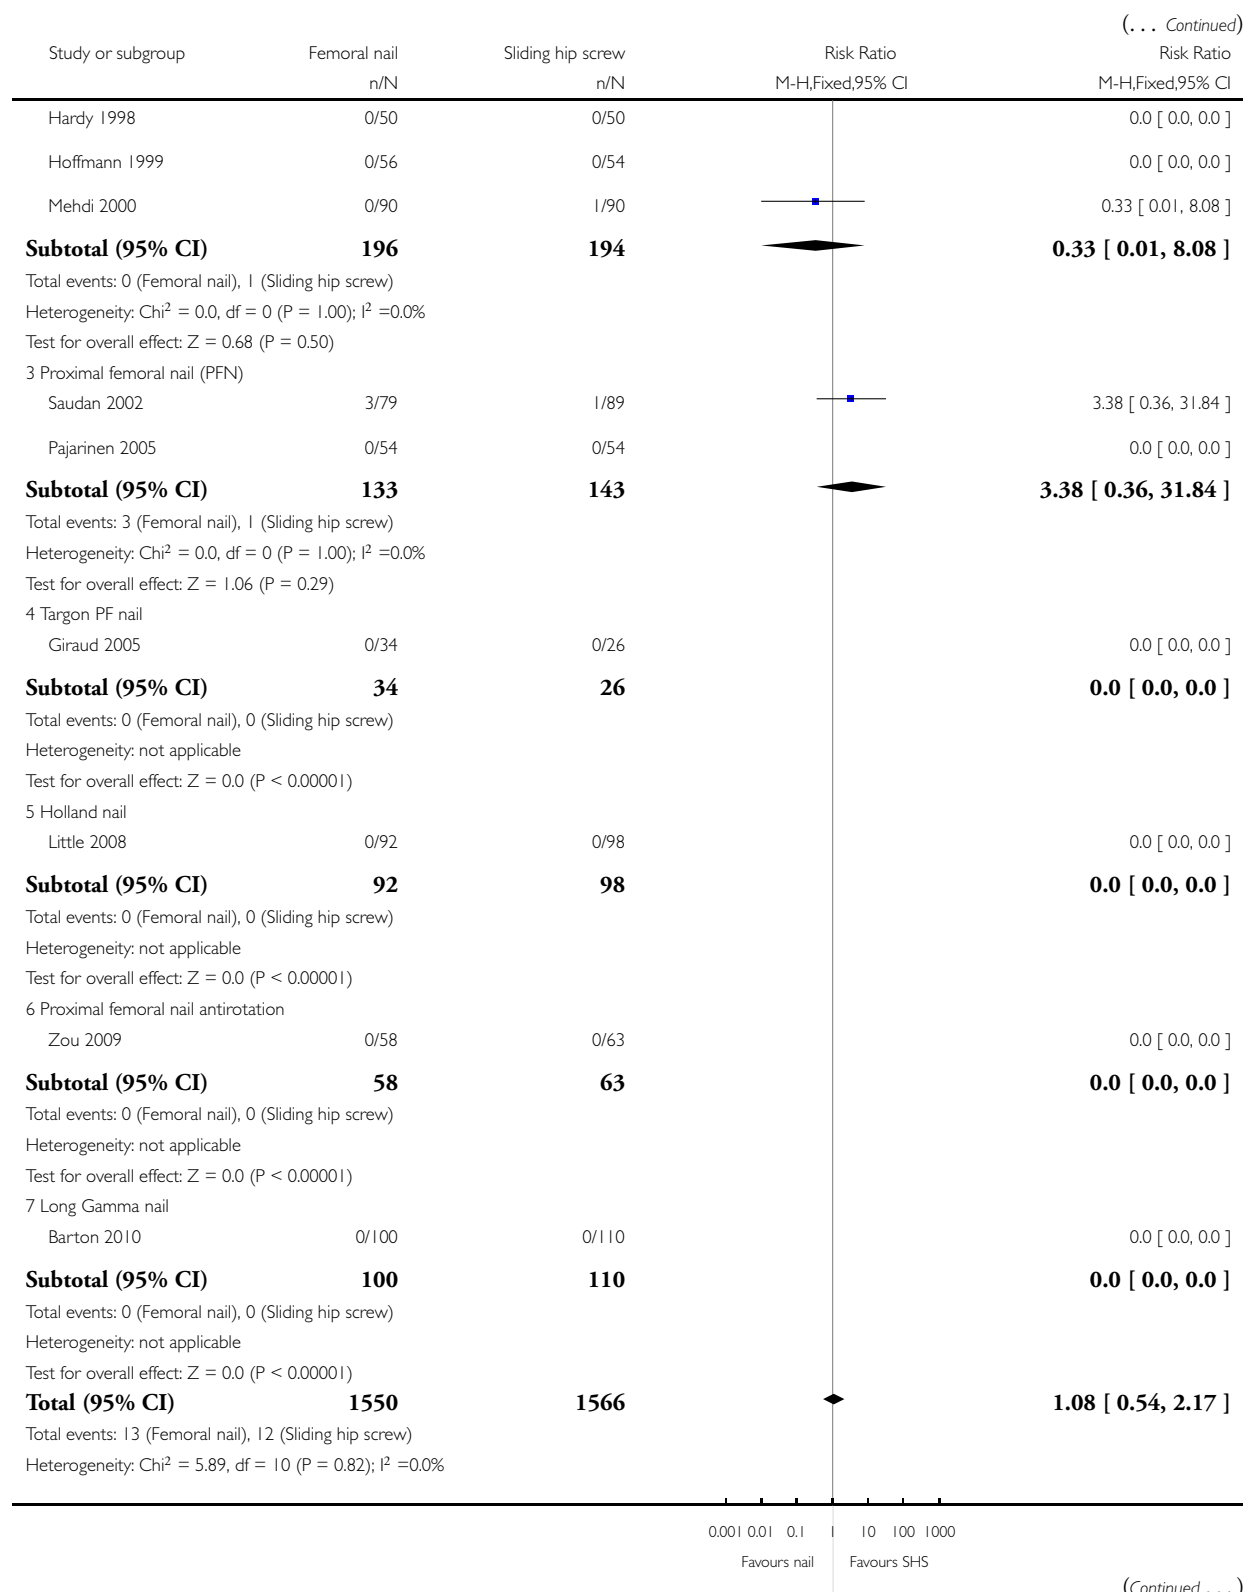 (... Continued)
Study or subgroup Femoral nail Sliding hip screw Risk Ratio Risk Ratio
n/N n/N M-H,Fixed,95% CI M-H,Fixed,95% CI
Hardy 1998 0/50 0/50 0.0 [ 0.0, 0.0 ]
Hoffmann 1999 0/56 0/54 0.0 [ 0.0, 0.0 ]
Mehdi 2000 0/90 1/90 0.33 [ 0.01, 8.08 ]
Subtotal (95% CI) 196 194 0.33 [ 0.01, 8.08 ]
Total events: 0 (Femoral nail), 1 (Sliding hip screw)
Heterogeneity: Chi² = 0.0, df = 0 (P = 1.00); I² =0.0%
Test for overall effect: Z = 0.68 (P = 0.50)
3 Proximal femoral nail (PFN)
Saudan 2002 3/79 1/89 3.38 [ 0.36, 31.84 ]
Pajarinen 2005 0/54 0/54 0.0 [ 0.0, 0.0 ]
Subtotal (95% CI) 133 143 3.38 [ 0.36, 31.84 ]
Total events: 3 (Femoral nail), 1 (Sliding hip screw)
Heterogeneity: Chi² = 0.0, df = 0 (P = 1.00); I² =0.0%
Test for overall effect: Z = 1.06 (P = 0.29)
4 Targon PF nail
Giraud 2005 0/34 0/26 0.0 [ 0.0, 0.0 ]
Subtotal (95% CI) 34 26 0.0 [ 0.0, 0.0 ]
Total events: 0 (Femoral nail), 0 (Sliding hip screw)
Heterogeneity: not applicable
Test for overall effect: Z = 0.0 (P < 0.00001)
5 Holland nail
Little 2008 0/92 0/98 0.0 [ 0.0, 0.0 ]
Subtotal (95% CI) 92 98 0.0 [ 0.0, 0.0 ]
Total events: 0 (Femoral nail), 0 (Sliding hip screw)
Heterogeneity: not applicable
Test for overall effect: Z = 0.0 (P < 0.00001)
6 Proximal femoral nail antirotation
Zou 2009 0/58 0/63 0.0 [ 0.0, 0.0 ]
Subtotal (95% CI) 58 63 0.0 [ 0.0, 0.0 ]
Total events: 0 (Femoral nail), 0 (Sliding hip screw)
Heterogeneity: not applicable
Test for overall effect: Z = 0.0 (P < 0.00001)
7 Long Gamma nail
Barton 2010 0/100 0/110 0.0 [ 0.0, 0.0 ]
Subtotal (95% CI) 100 110 0.0 [ 0.0, 0.0 ]
Total events: 0 (Femoral nail), 0 (Sliding hip screw)
Heterogeneity: not applicable
Test for overall effect: Z = 0.0 (P < 0.00001)
Total (95% CI) 1550 1566 1.08 [ 0.54, 2.17 ]
Total events: 13 (Femoral nail), 12 (Sliding hip screw)
Heterogeneity: Chi² = 5.89, df = 10 (P = 0.82); I² =0.0%
0.001 0.01 0.1 1 10 100 1000
Favours nail Favours SHS
(Continued ...)